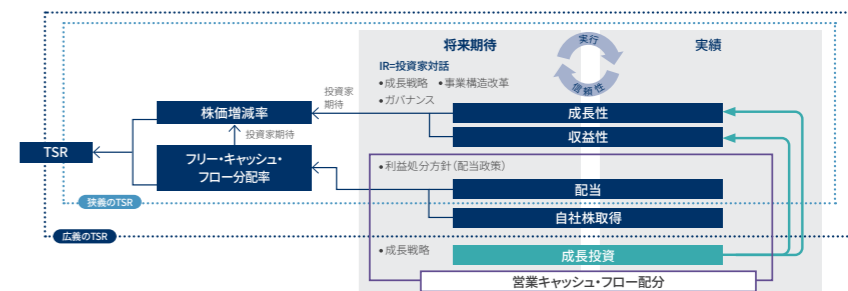 将来期待
実行
信頼性
実績
IR=投資家対話
•成長戦略 •事業構造改革
•ガバナンス
投資家
期待
株価増減率
成長性
投資家期待
収益性
TSR
フリー・キャッシュ・
フロー分配率
•利益処分方針（配当政策）
配当
狭義のTSR
自社株取得
広義のTSR
•成長戦略
成長投資
営業キャッシュ・フロー配分